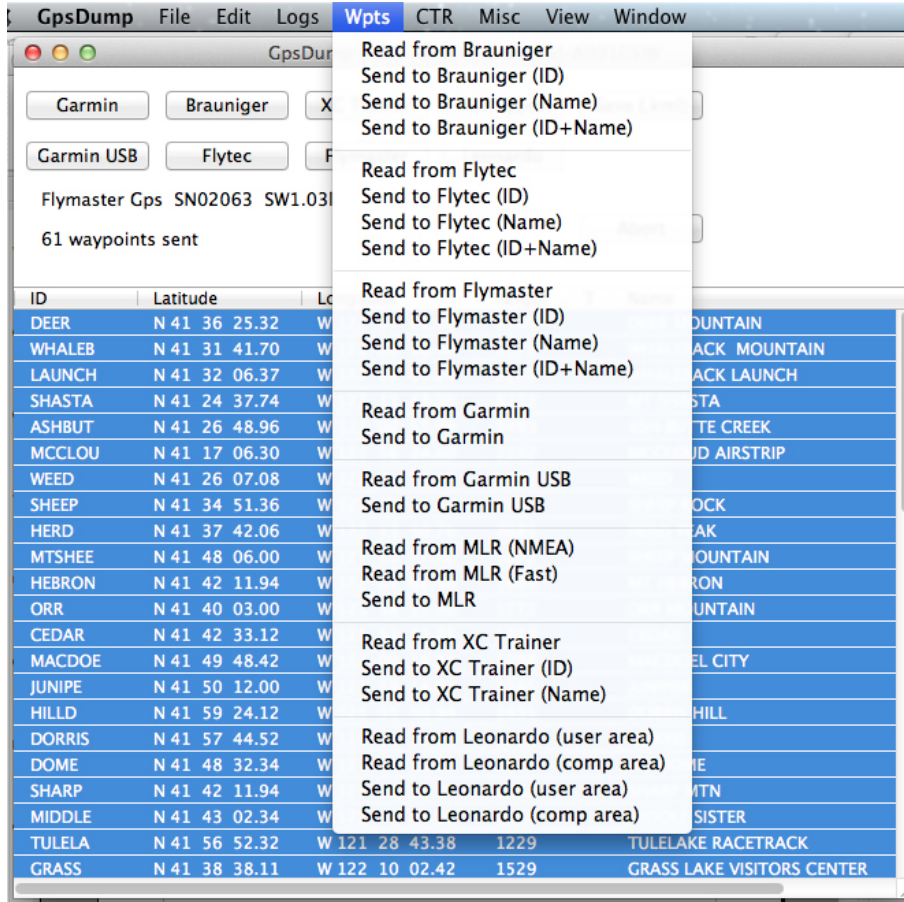 GpsDump File Edit Logs Wpts CTR Misc View Window
Read from Brauniger
Send to Brauniger (ID)
Send to Brauniger (Name)
Send to Brauniger (ID+Name)
Read from Flytec
Send to Flytec (ID)
Send to Flytec (Name)
Send to Flytec (ID+Name)
Read from Flymaster
Send to Flymaster (ID)
Send to Flymaster (Name)
Send to Flymaster (ID+Name)
Read from Garmin
Send to Garmin
Read from Garmin USB
Send to Garmin USB
Read from MLR (NMEA)
Read from MLR (Fast)
Send to MLR
Read from XC Trainer
Send to XC Trainer (ID)
Send to XC Trainer (Name)
Read from Leonardo (user area)
Read from Leonardo (comp area)
Send to Leonardo (user area)
Send to Leonardo (comp area)
Garmin Brauniger
Garmin USB Flytec
Flymaster Gps SN02063
61 waypoints sent
ID Latitude
DEER N 41 36 25.32 W
WHALEB N 41 31 41.70 W MOUNTAIN
LAUNCH N 41 32 06.37 W LAUNCH
SHASTA N 41 24 37.74 W
ASHBUT N 41 26 48.96 W CREEK
MCCLOU N 41 17 06.30 W AIRSTRIP
WEED N 41 26 07.08 W
SHEEP N 41 34 51.36 W
HERD N 41 37 42.06 W
MTSHEE N 41 48 06.00 W
HEBRON N 41 42 11.94 W
ORR N 41 40 03.00 W
CEDAR N 41 42 33.12 W
MACDOE N 41 49 48.42 W CITY
JUNIPE N 41 50 12.00 W
HILLD N 41 59 24.12 W HILL
DORRIS N 41 57 44.52 W
DOME N 41 48 32.34 W
SHARP N 41 42 11.94 W MTN
MIDDLE N 41 43 02.34 W SISTER
TULELA N 41 56 52.32 W 121 28 43.38 1229 TULELAKE RACETRACK
GRASS N 41 38 38.11 W 122 10 02.42 1529 GRASS LAKE VISITORS CENTER